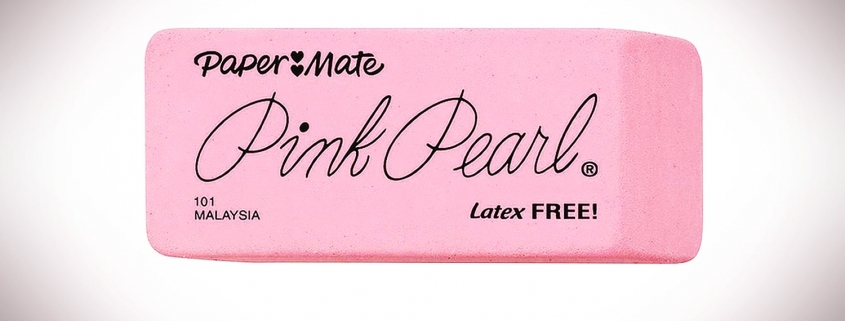 Paper♥♥Mate
Pink Pearl®
101
MALAYSIA
Latex FREE!